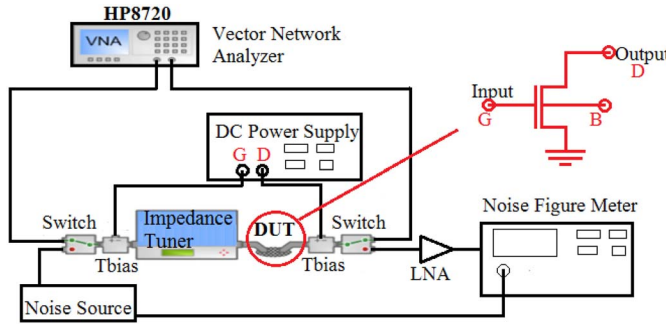 HP8720
VNA
Vector Network
Analyzer
Output
D
Input
G
B
DC Power Supply
G D
Switch
Impedance
Tuner
DUT
Switch
Noise Figure Meter
Tbias
Tbias
LNA
Noise Source